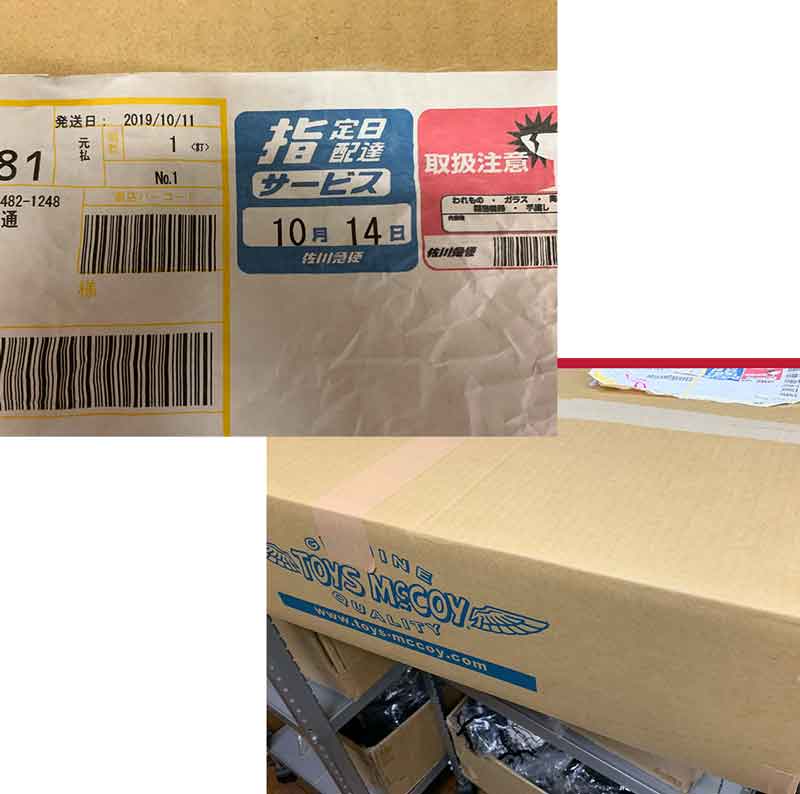 発送日: 2019/10/11
元払
個数
1 <訂>
81
No.1
482-1248
通
様
指定日配達
サービス
10月 14日
佐川急便
取扱注意
われもの・ガラス・
佐川急便
GENUINE
TOYS McCOY
QUALITY
www.toys-mccoy.com